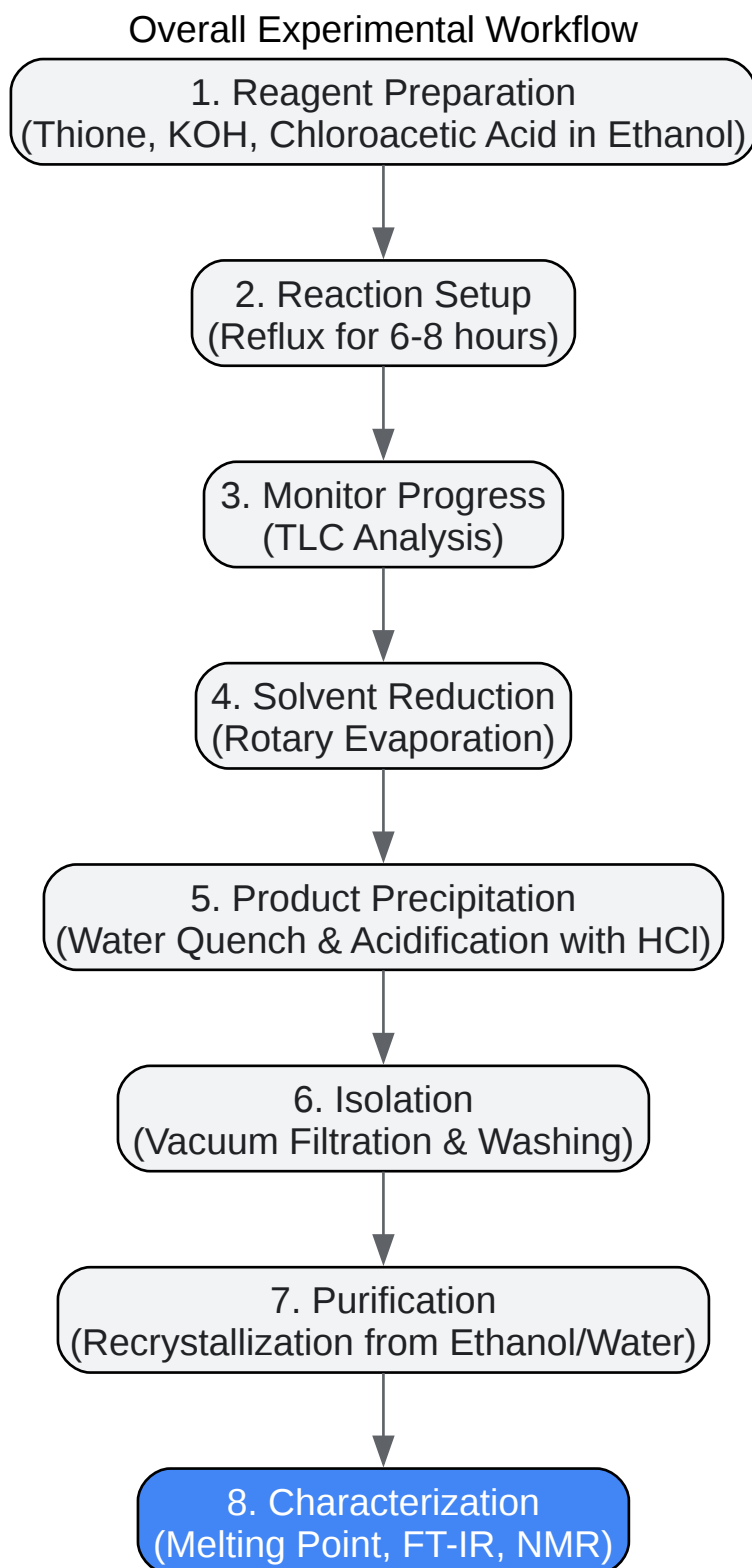 Overall Experimental Workflow
1. Reagent Preparation
(Thione, KOH, Chloroacetic Acid in Ethanol)
2. Reaction Setup
(Reflux for 6-8 hours)
3. Monitor Progress
(TLC Analysis)
4. Solvent Reduction
(Rotary Evaporation)
5. Product Precipitation
(Water Quench & Acidification with HCl)
6. Isolation
(Vacuum Filtration & Washing)
7. Purification
(Recrystallization from Ethanol/Water)
8. Characterization
(Melting Point, FT-IR, NMR)